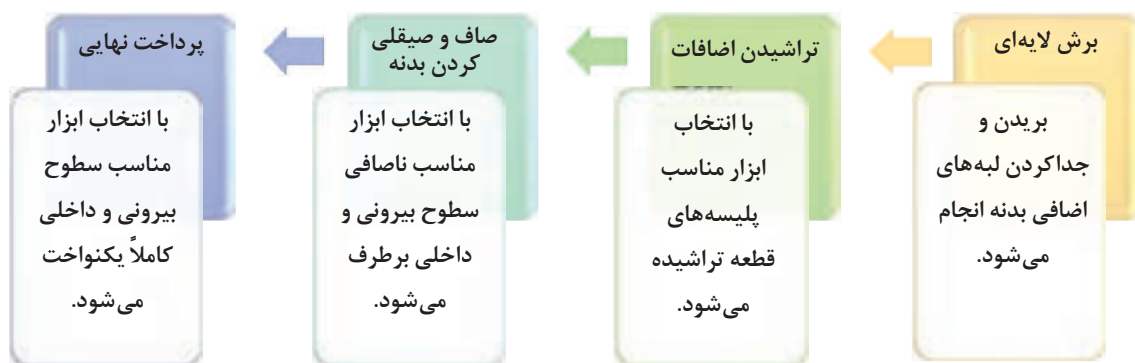 برش لایه‌ای
بریدن و
جداکردن لبه‌های
اضافی بدنه انجام
می‌شود.
تراشیدن اضافات
با انتخاب
ابزار مناسب
پلیسه‌های
قطعه تراشیده
می‌شود.
صاف و صیقلی
کردن بدنه
با انتخاب ابزار
مناسب ناصافی
سطوح بیرونی و
داخلی برطرف
می‌شود.
پرداخت نهایی
با انتخاب ابزار
مناسب سطوح
بیرونی و داخلی
کاملاً یکنواخت
می‌شود.